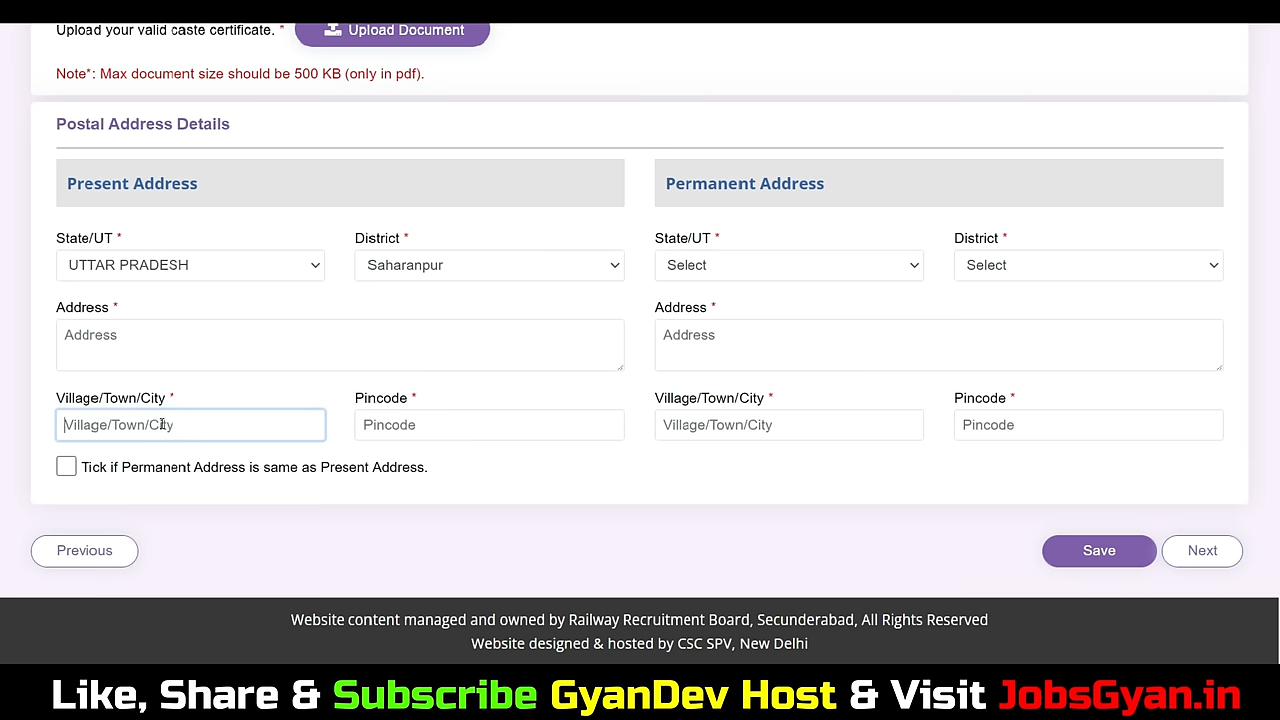 Upload your valid caste certificate. * Upload Document
Note*: Max document size should be 500 KB (only in pdf).
Postal Address Details
Present Address
State/UT * District *
UTTAR PRADESH Saharanpur
Address *
Address
Village/Town/City * Pincode *
Village/Town/City Pincode
Tick if Permanent Address is same as Present Address.
Permanent Address
State/UT * District *
Select Select
Address *
Address
Village/Town/City * Pincode *
Village/Town/City Pincode
Previous Save Next
Website content managed and owned by Railway Recruitment Board, Secunderabad, All Rights Reserved
Website designed & hosted by CSC SPV, New Delhi
Like, Share & Subscribe GyanDev Host & Visit JobsGyan.in